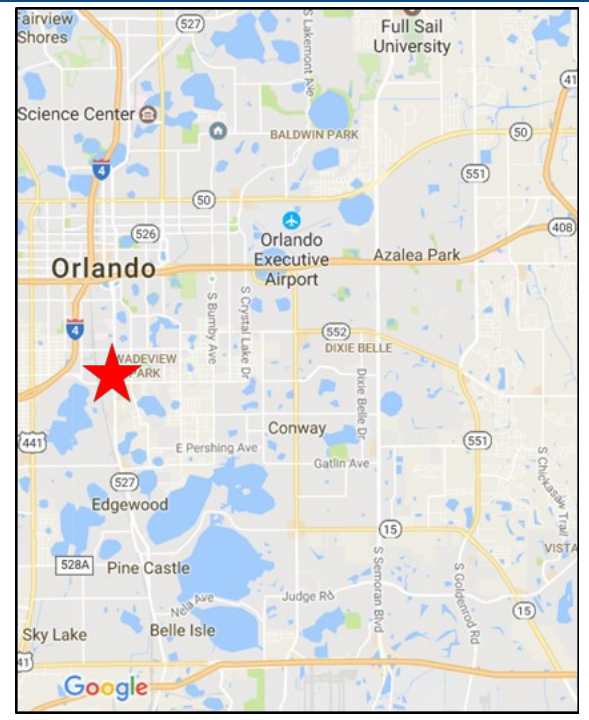 Fairview
Shores
527
S Lakemont Ave
Full Sail
University
41
Science Center
BALDWIN PARK
50
4
551
50
408
526
Orlando
Executive
Airport
Azalea Park
Orlando
S Bumby Ave
S Crystal Lake Dr
4
552
DIXIE BELLE
WADEVIEW
PARK
Dixie Belle Dr
441
Conway
551
E Pershing Ave
Gatlin Ave
S Chickasaw Trail
527
Edgewood
15
VISTA
528A
Pine Castle
S Semoran Blvd
S Goldenrod Rd
Nela Ave
Judge Rd
15
Sky Lake
Belle Isle
41
Google